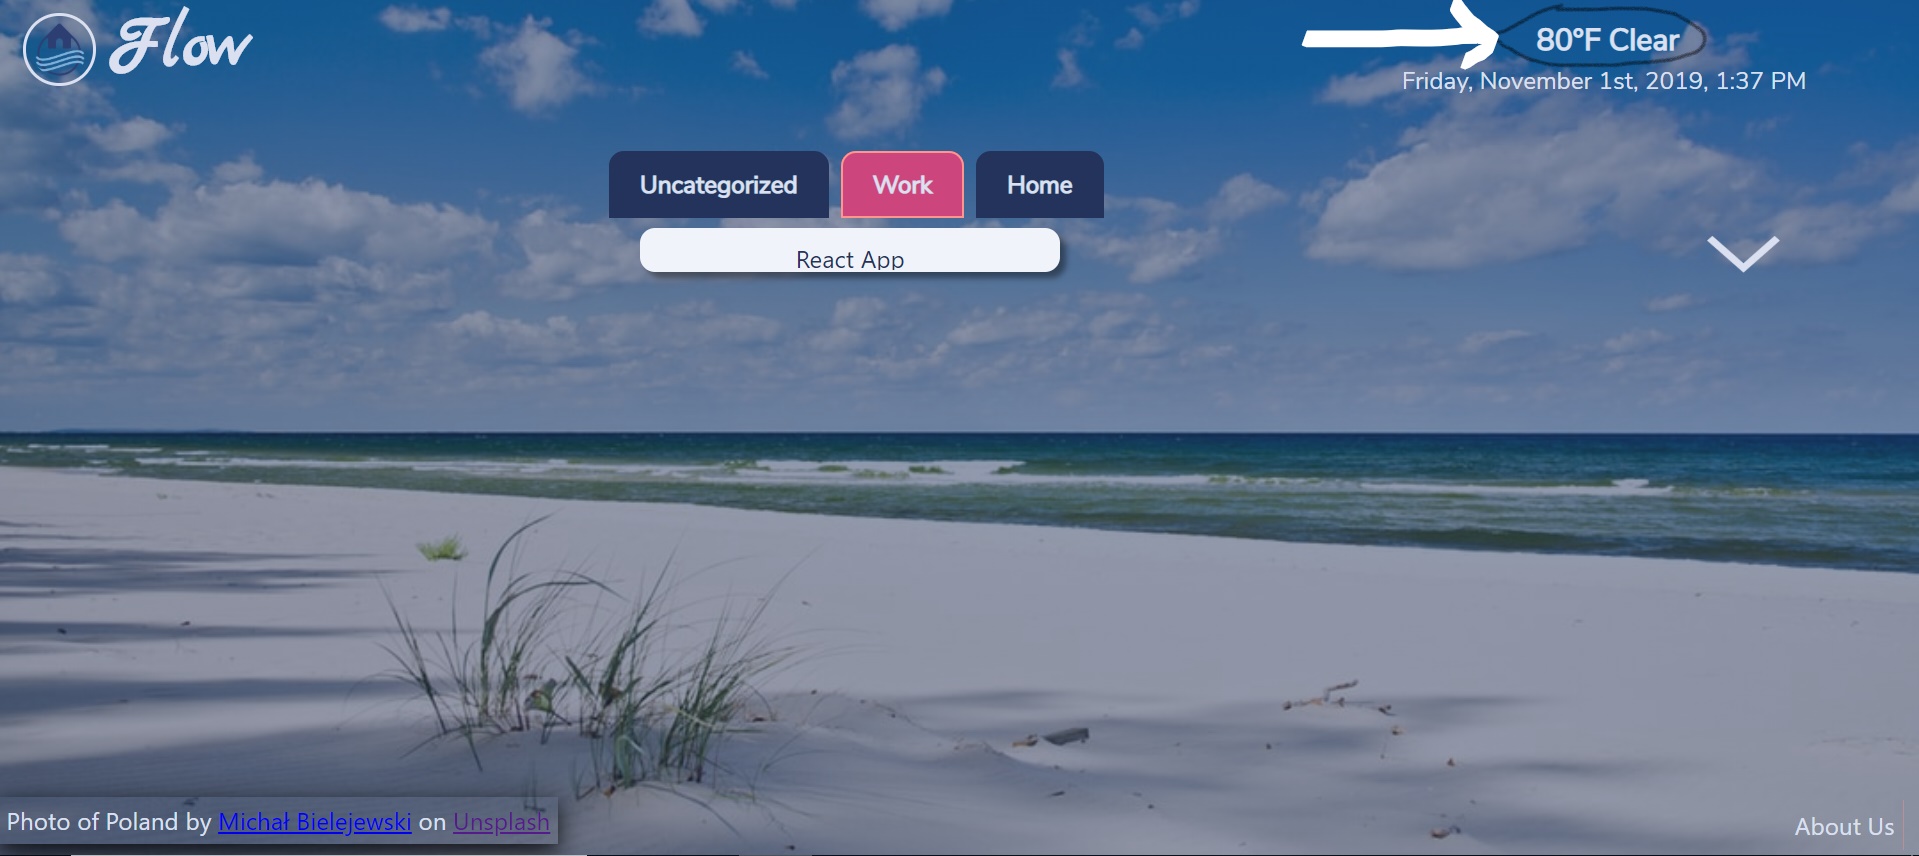 Flow
80°F Clear
Friday, November 1st, 2019, 1:37 PM
Uncategorized
Work
Home
React App
Photo of Poland by Michał Bielejewski on Unsplash
About Us